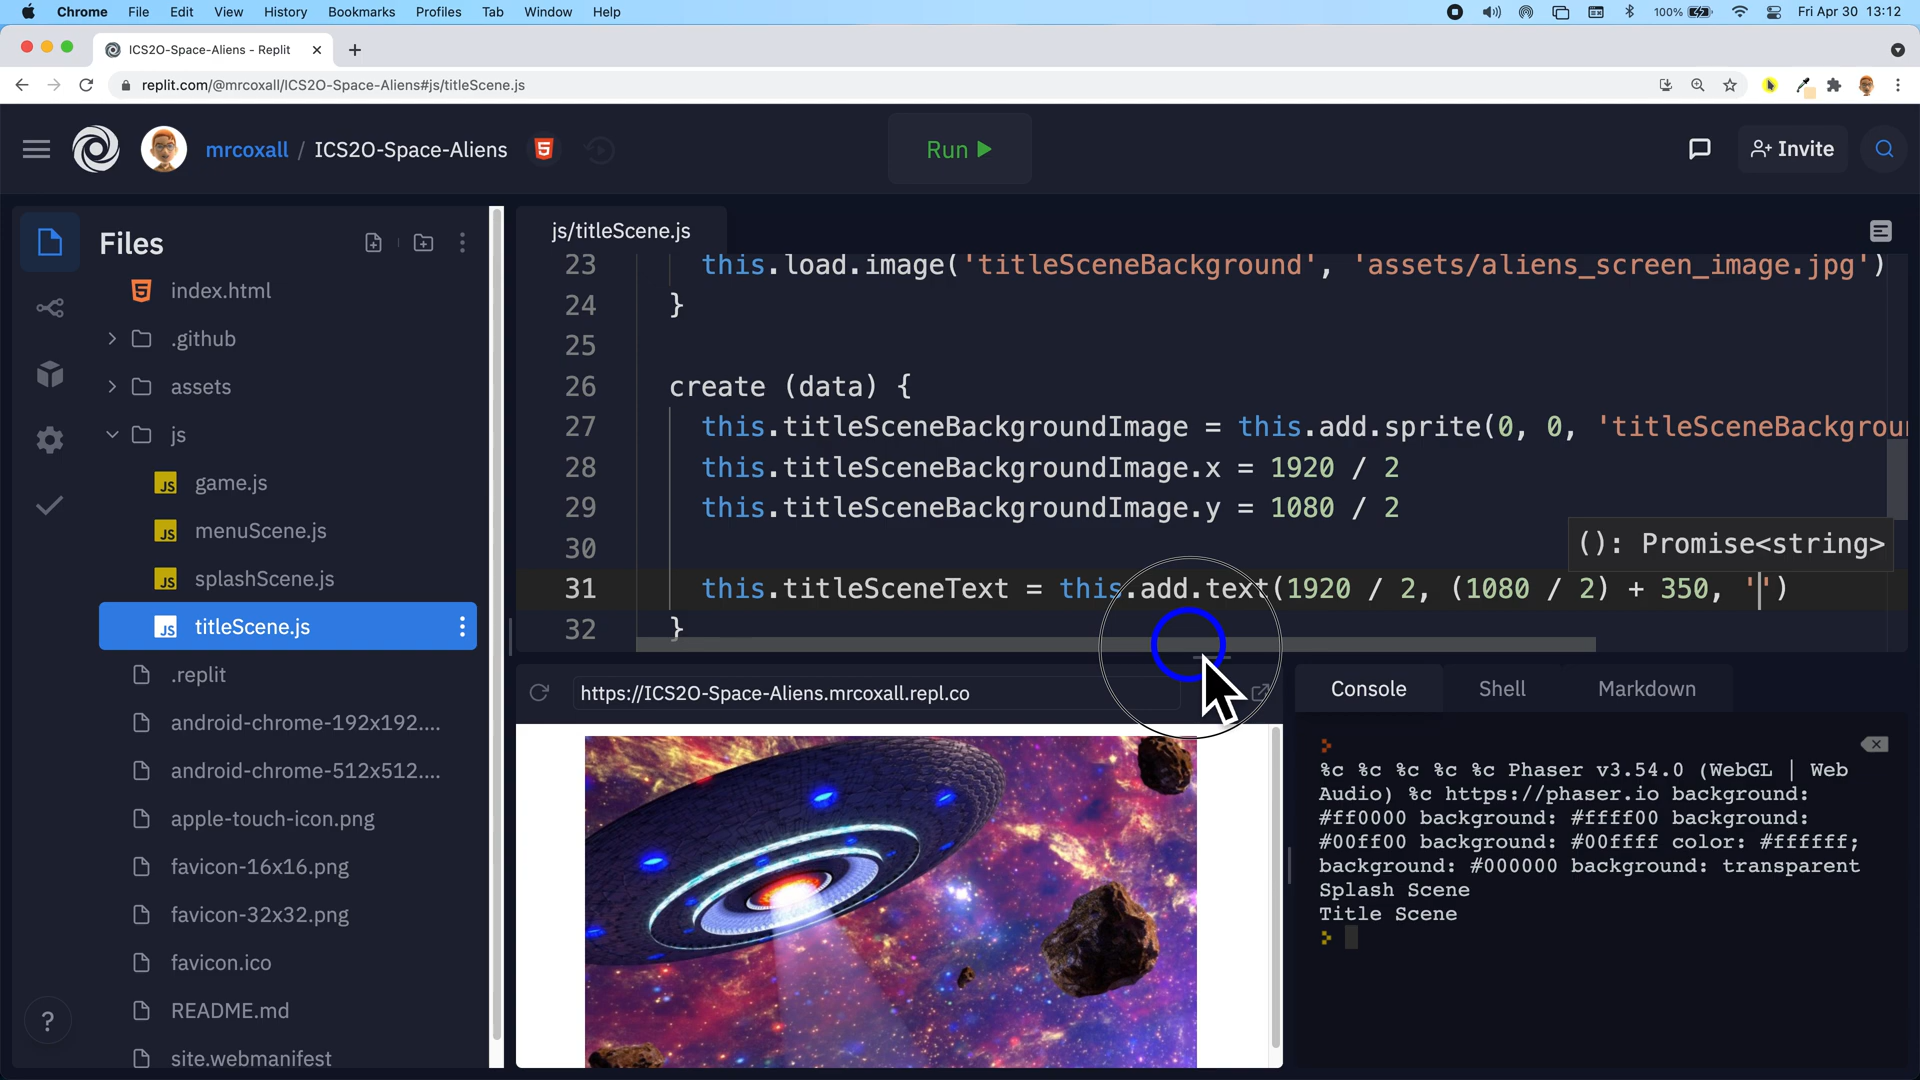 Chrome File Edit View History Bookmarks Profiles Tab Window Help 100% Fri Apr 30 13:12
ICS2O-Space-Aliens - Replit
replit.com/@mrcoxall/ICS2O-Space-Aliens#js/titleScene.js
mrcoxall / ICS2O-Space-Aliens
Run
Invite
Files
index.html
.github
assets
js
game.js
menuScene.js
splashScene.js
titleScene.js
.replit
android-chrome-192x192....
android-chrome-512x512....
apple-touch-icon.png
favicon-16x16.png
favicon-32x32.png
favicon.ico
README.md
site.webmanifest
?
js/titleScene.js
23 this.load.image('titleSceneBackground', 'assets/aliens_screen_image.jpg')
24 }
25
26 create (data) {
27 this.titleSceneBackgroundImage = this.add.sprite(0, 0, 'titleSceneBackgrou
28 this.titleSceneBackgroundImage.x = 1920 / 2
29 this.titleSceneBackgroundImage.y = 1080 / 2
30
(): Promise<string>
31 this.titleSceneText = this.add.text(1920 / 2, (1080 / 2) + 350, '')
32 }
https://ICS2O-Space-Aliens.mrcoxall.repl.co
Console Shell Markdown
%c %c %c %c %c Phaser v3.54.0 (WebGL | Web
Audio) %c https://phaser.io background:
#ff0000 background: #ffff00 background:
#00ff00 background: #00ffff color: #ffffff;
background: #000000 background: transparent
Splash Scene
Title Scene